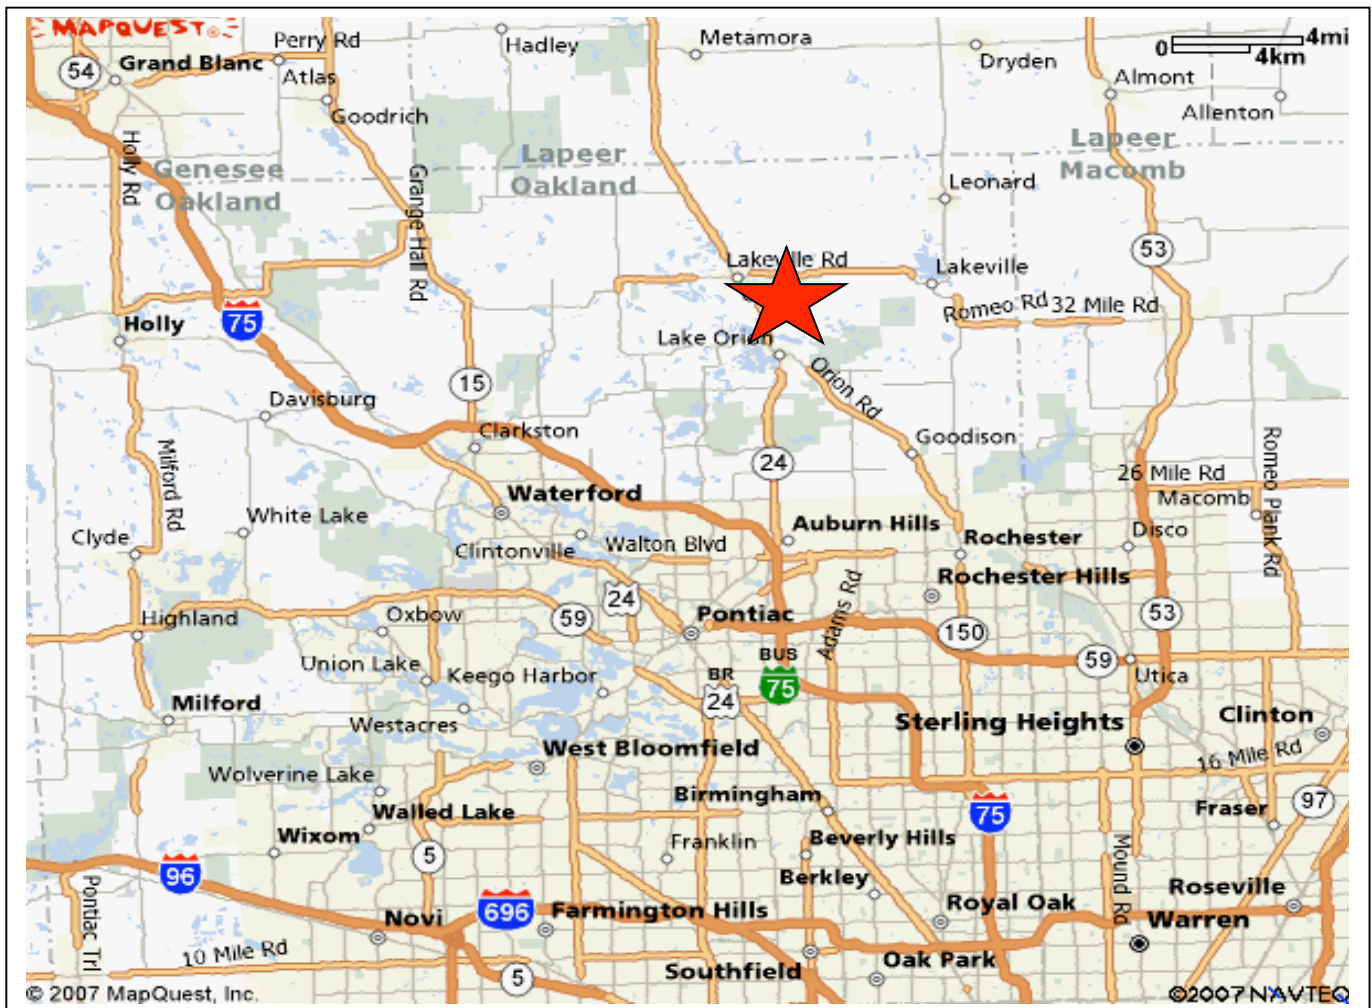 MAPQUEST
Perry Rd
Hadley
Metamora
Dryden
0 4mi
4km
54
Grand Blanc
Atlas
Almont
Allenton
Goodrich
Holly Rd
Genesee
Oakland
Grange Hall Rd
Lapeer
Oakland
Lapeer
Macomb
Leonard
53
Lakeville Rd
Lakeville
Romeo Rd
32 Mile Rd
75
Holly
Lake Orion
15
Orion Rd
Davisburg
Clarkston
Goodison
24
26 Mile Rd
Romeo Plank Rd
Milford Rd
Waterford
Macomb
White Lake
Auburn Hills
Clyde
Clintonville
Walton Blvd
Rochester
Disco
Rochester Hills
24
Adams Rd
Highland
Oxbow
59
Pontiac
150
53
Union Lake
Keego Harbor
BR
24
BUS
75
59
Utica
Milford
Westacres
Sterling Heights
Clinton
West Bloomfield
16 Mile Rd
Wolverine Lake
Birmingham
75
Walled Lake
Fraser
97
Wixom
Franklin
Beverly Hills
5
Mound Rd
96
Berkley
Roseville
Pontiac Trl
Novi
696
Farmington Hills
Royal Oak
Warren
10 Mile Rd
5
Southfield
Oak Park
© 2007 MapQuest, Inc.
©2007 NAVTEQ